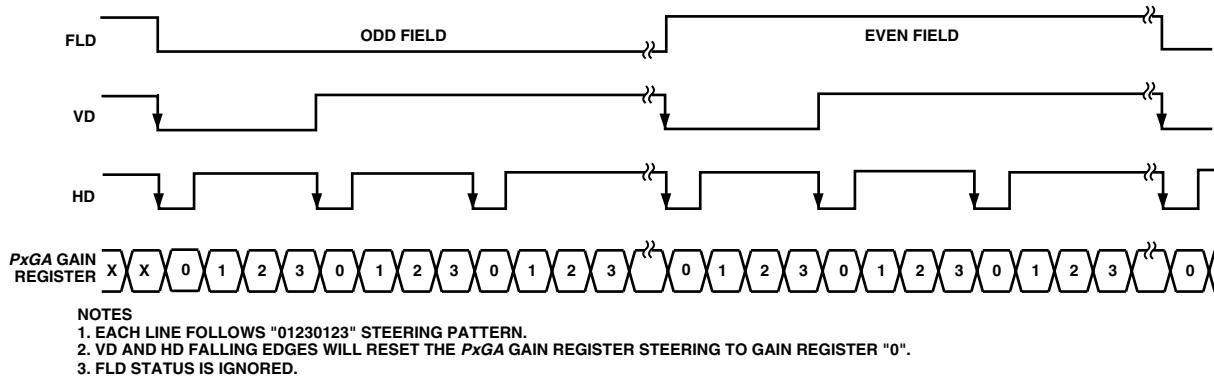 FLD
ODD FIELD
EVEN FIELD
VD
HD
PxGA GAIN
REGISTER
X X 0 1 2 3 0 1 2 3 0 1 2 3 0 1 2 3 0 1 2 3 0 1 2 3 0
NOTES
1. EACH LINE FOLLOWS "01230123" STEERING PATTERN.
2. VD AND HD FALLING EDGES WILL RESET THE PxGA GAIN REGISTER STEERING TO GAIN REGISTER "0".
3. FLD STATUS IS IGNORED.